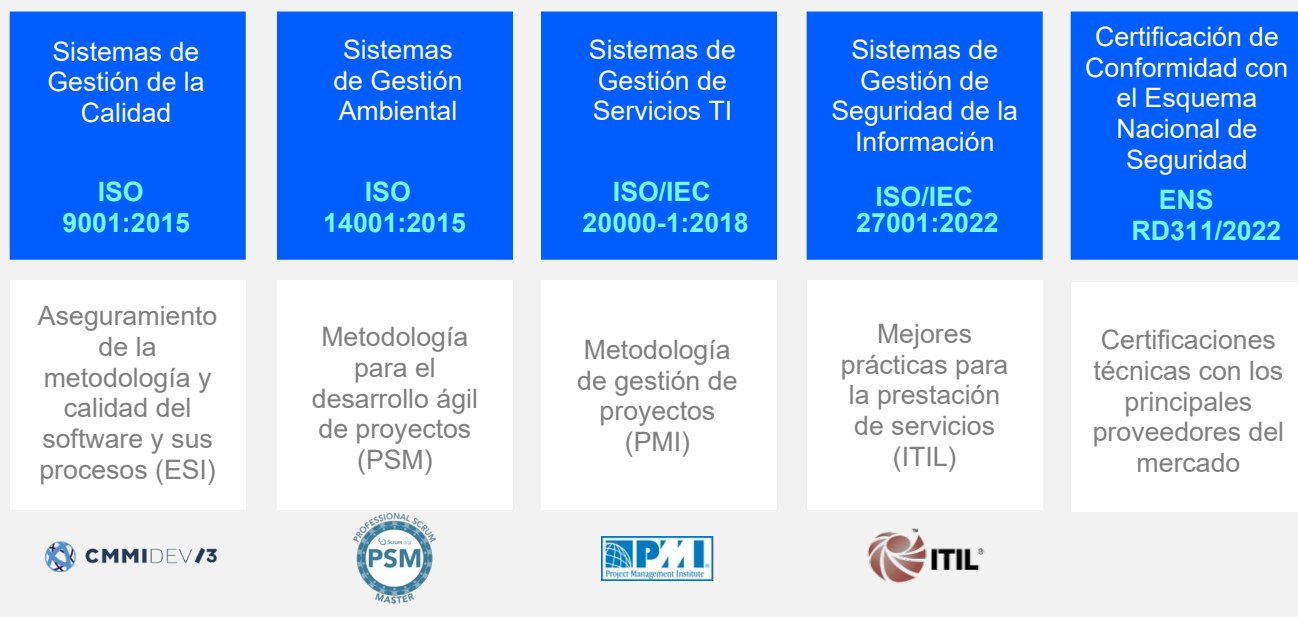 Sistemas de
Gestión de la
Calidad
ISO
9001:2015
Sistemas
de Gestión
Ambiental
ISO
14001:2015
Sistemas de
Gestión de
Servicios TI
ISO/IEC
20000-1:2018
Sistemas de
Gestión de
Seguridad de la
Información
ISO/IEC
27001:2022
Certificación de
Conformidad con
el Esquema
Nacional de
Seguridad
ENS
RD311/2022
Aseguramiento
de la
metodología y
calidad del
software y sus
procesos (ESI)
Metodología
para el
desarrollo ágil
de proyectos
(PSM)
Metodología
de gestión de
proyectos
(PMI)
Mejores
prácticas para
la prestación
de servicios
(ITIL)
Certificaciones
técnicas con los
principales
proveedores del
mercado
CMMIDEV/3
PROFESSIONAL SCRUM
Scrum.org
PSM
MASTER
PMI®
Project Management Institute
ITIL®